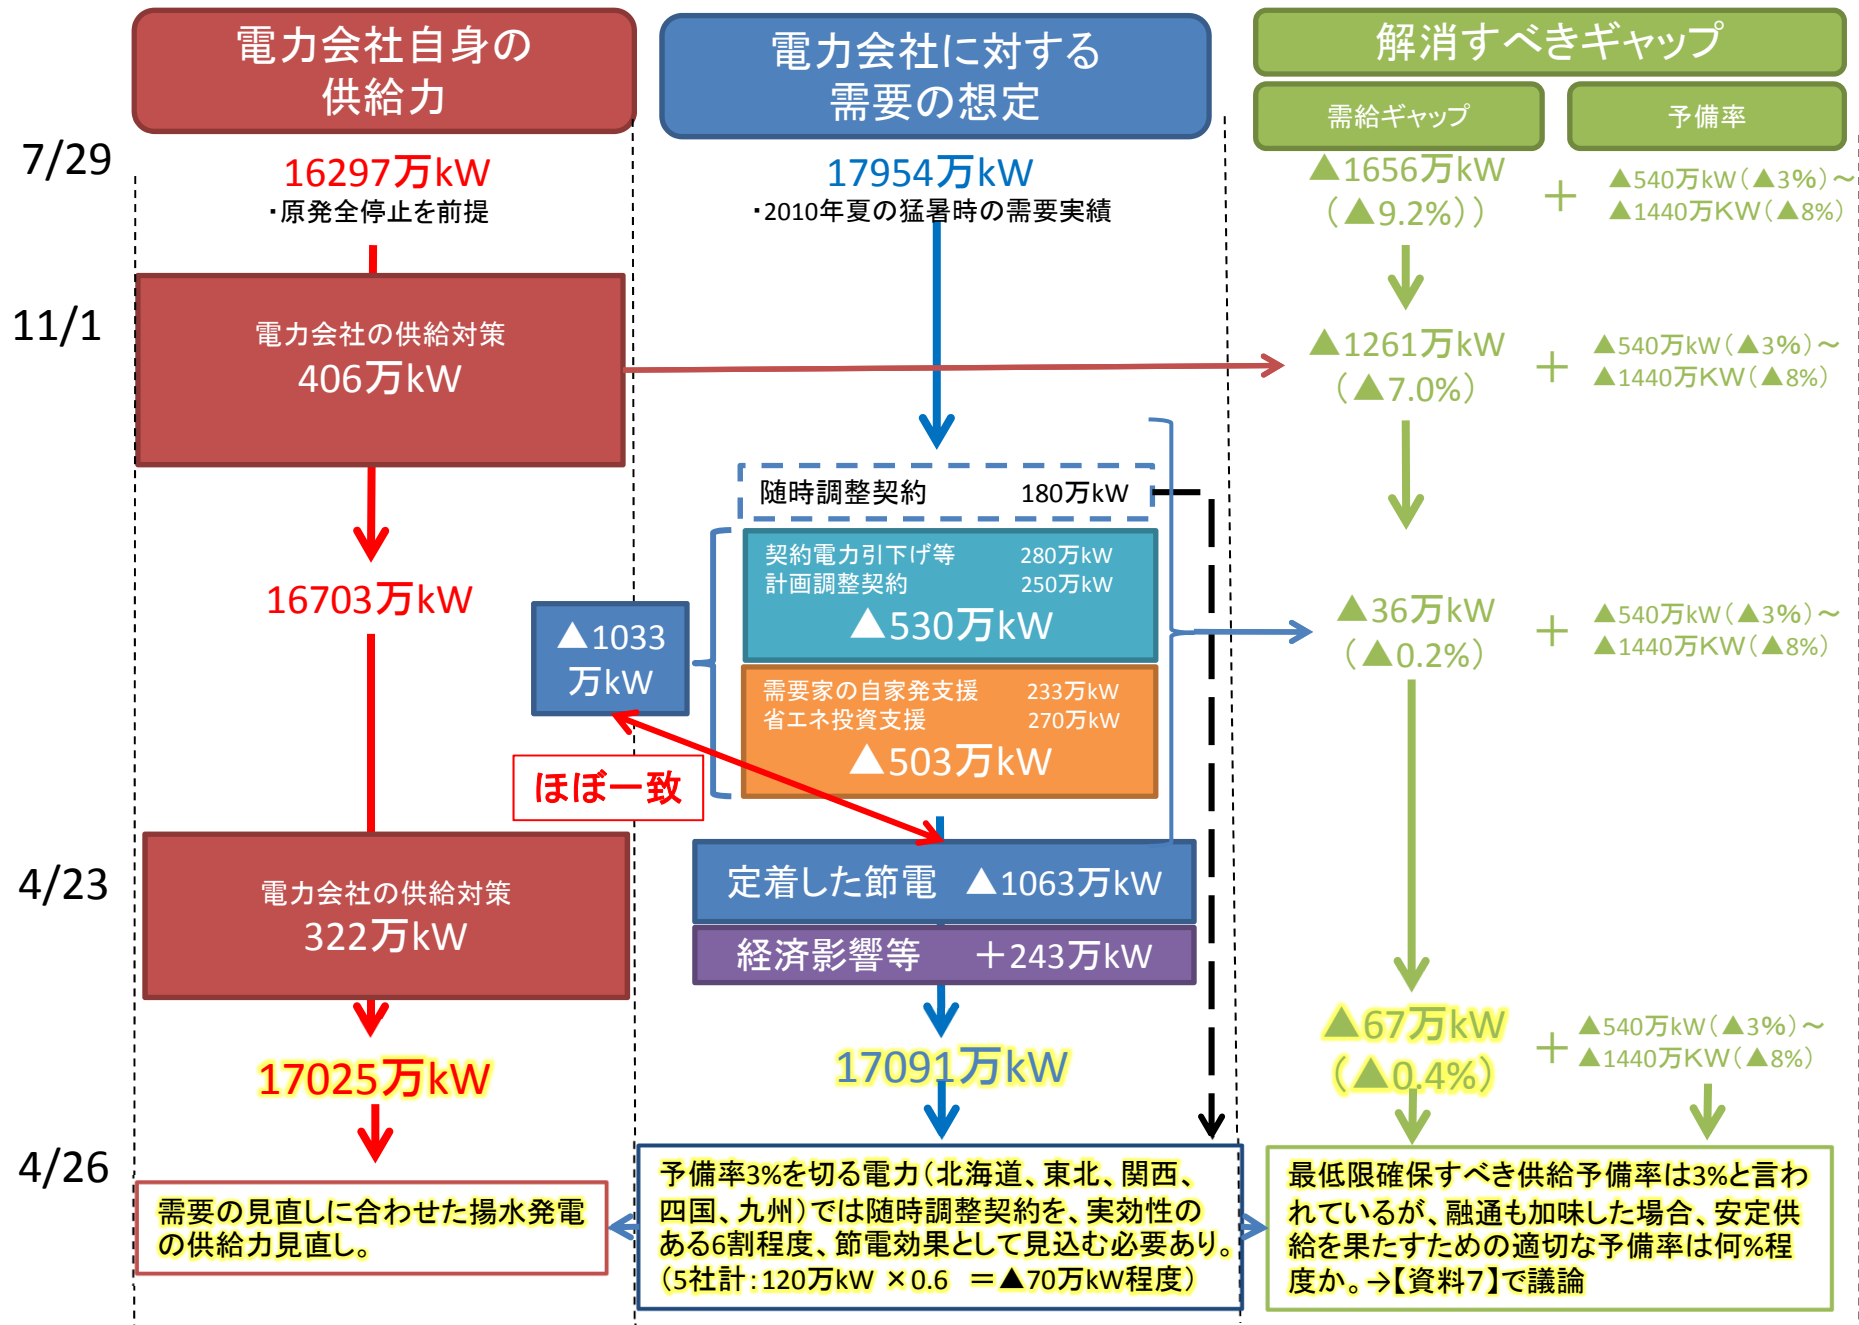 電力会社自身の
供給力
電力会社に対する
需要の想定
解消すべきギャップ
需給ギャップ
予備率
7/29
16297万kW
・原発全停止を前提
17954万kW
・2010年夏の猛暑時の需要実績
▲1656万kW
（▲9.2%））
＋
▲540万kW（▲3%）～
▲1440万KW（▲8%）
11/1
電力会社の供給対策
406万kW
▲1261万kW
（▲7.0%）
＋
▲540万kW（▲3%）～
▲1440万KW（▲8%）
随時調整契約 180万kW
契約電力引下げ等 280万kW
計画調整契約 250万kW
▲530万kW
16703万kW
▲1033
万kW
▲36万kW
（▲0.2%）
＋
▲540万kW（▲3%）～
▲1440万KW（▲8%）
需要家の自家発支援 233万kW
省エネ投資支援 270万kW
▲503万kW
ほぼ一致
4/23
電力会社の供給対策
322万kW
定着した節電 ▲1063万kW
経済影響等 ＋243万kW
17025万kW
17091万kW
▲67万kW
（▲0.4%）
＋
▲540万kW（▲3%）～
▲1440万KW（▲8%）
4/26
需要の見直しに合わせた揚水発電
の供給力見直し。
予備率3%を切る電力（北海道、東北、関西、
四国、九州）では随時調整契約を、実効性の
ある6割程度、節電効果として見込む必要あり。
（5社計：120万kW ×0.6 ＝▲70万kW程度）
最低限確保すべき供給予備率は3%と言わ
れているが、融通も加味した場合、安定供
給を果たすための適切な予備率は何%程
度か。→【資料７】で議論